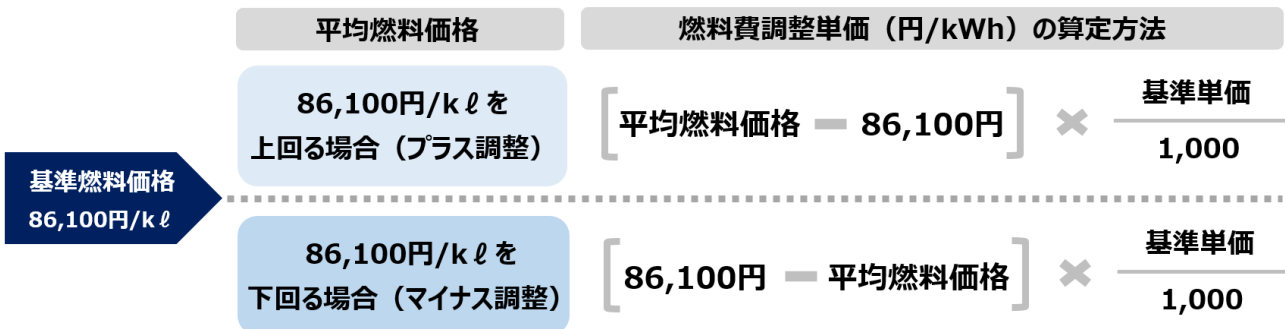 平均燃料価格
燃料費調整単価（円/kWh）の算定方法
基準燃料価格
86,100円/kℓ
86,100円/kℓを
上回る場合（プラス調整）
[平均燃料価格 ー 86,100円] ×
基準単価
1,000
86,100円/kℓを
下回る場合（マイナス調整）
[86,100円 ー 平均燃料価格] ×
基準単価
1,000